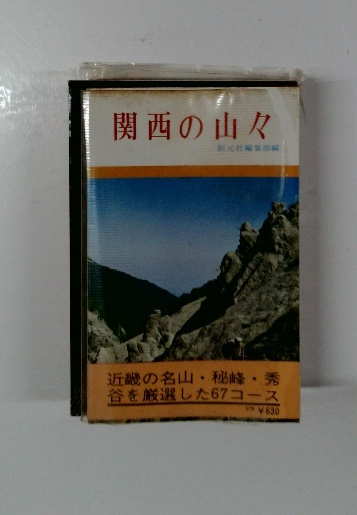 関西の山々
創元社編集部編
近畿の名山・秘峰・秀
谷を厳選した67コース
¥630